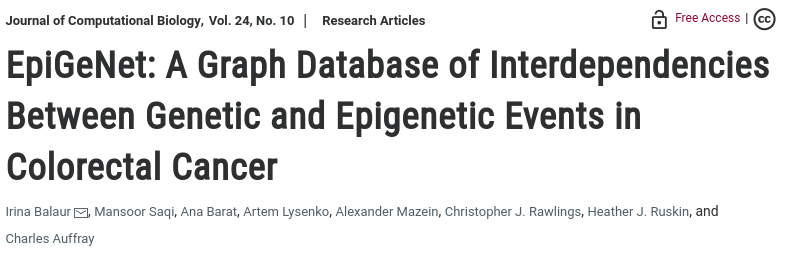 Journal of Computational Biology, Vol. 24, No. 10 | Research Articles Free Access | cc
EpiGeNet: A Graph Database of Interdependencies
Between Genetic and Epigenetic Events in
Colorectal Cancer
Irina Balaur, Mansoor Saqi, Ana Barat, Artem Lysenko, Alexander Mazein, Christopher J. Rawlings, Heather J. Ruskin, and
Charles Auffray